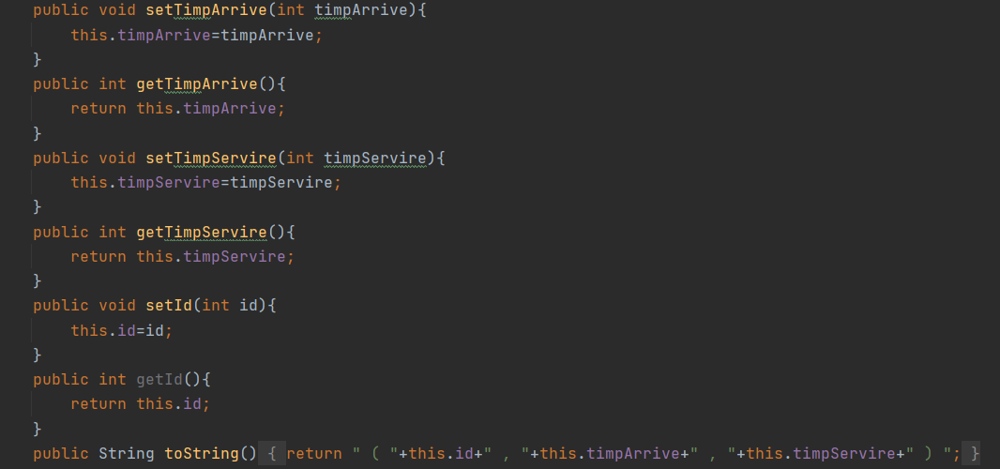 public void setTimpArrive(int timpArrive){
    this.timpArrive=timpArrive;
}
public int getTimpArrive(){
    return this.timpArrive;
}
public void setTimpServire(int timpServire){
    this.timpServire=timpServire;
}
public int getTimpServire(){
    return this.timpServire;
}
public void setId(int id){
    this.id=id;
}
public int getId(){
    return this.id;
}
public String toString() { return " ( "+this.id+" , "+this.timpArrive+" , "+this.timpServire+" ) "; }